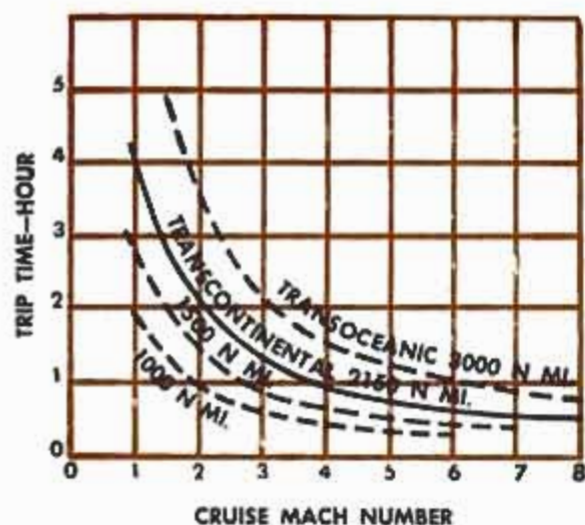 TRIP TIME—HOUR
5
4
3
2
1
0
TRANSOCEANIC 3000 N MI.
TRANSCONTINENTAL 2160 N MI.
1500 N MI.
1000 N MI.
0 1 2 3 4 5 6 7 8
CRUISE MACH NUMBER